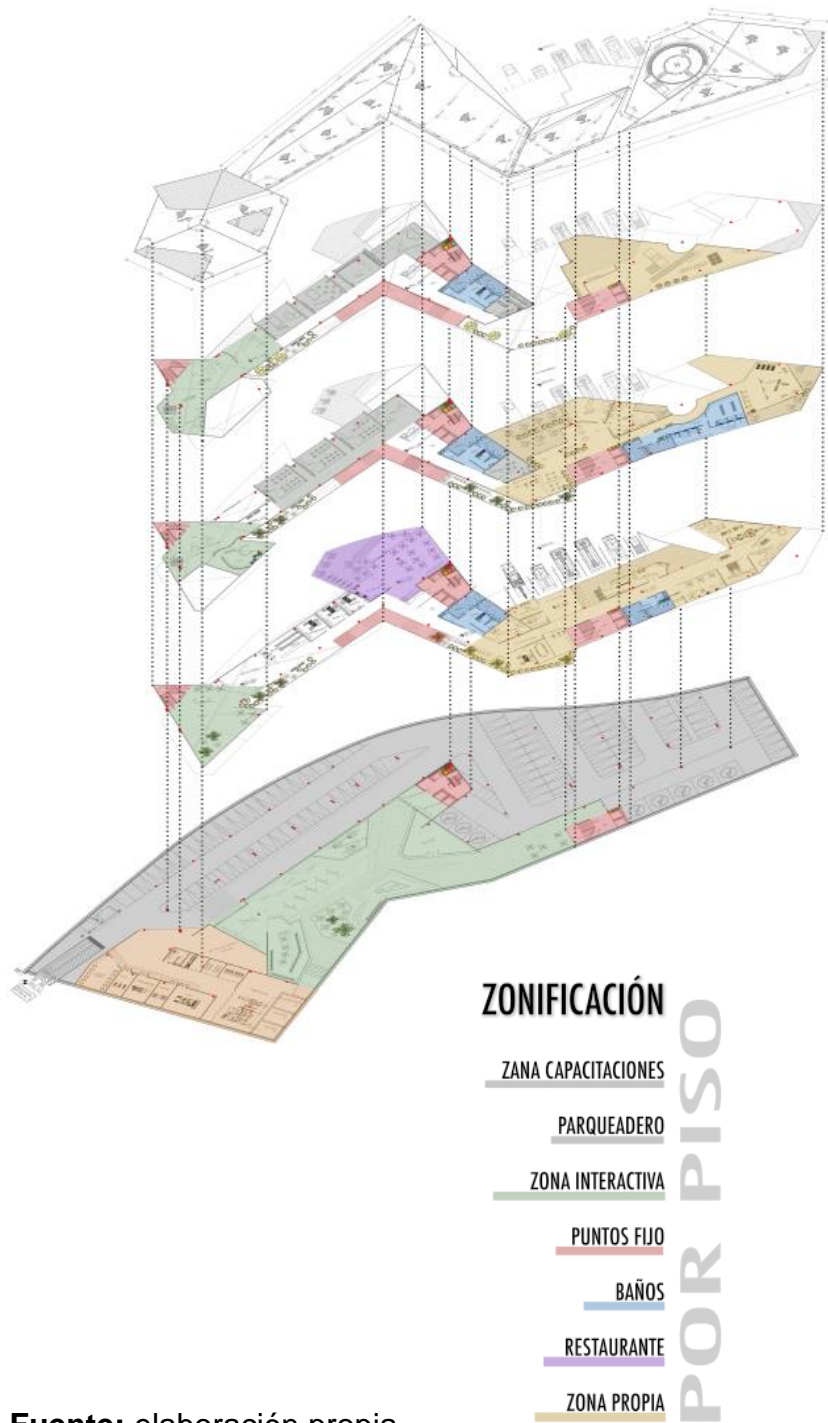 ZONIFICACIÓN
POR PISO
ZANA CAPACITACIONES
PARQUEADERO
ZONA INTERACTIVA
PUNTOS FIJO
BAÑOS
RESTAURANTE
ZONA PROPIA
Fuente: elaboración propia